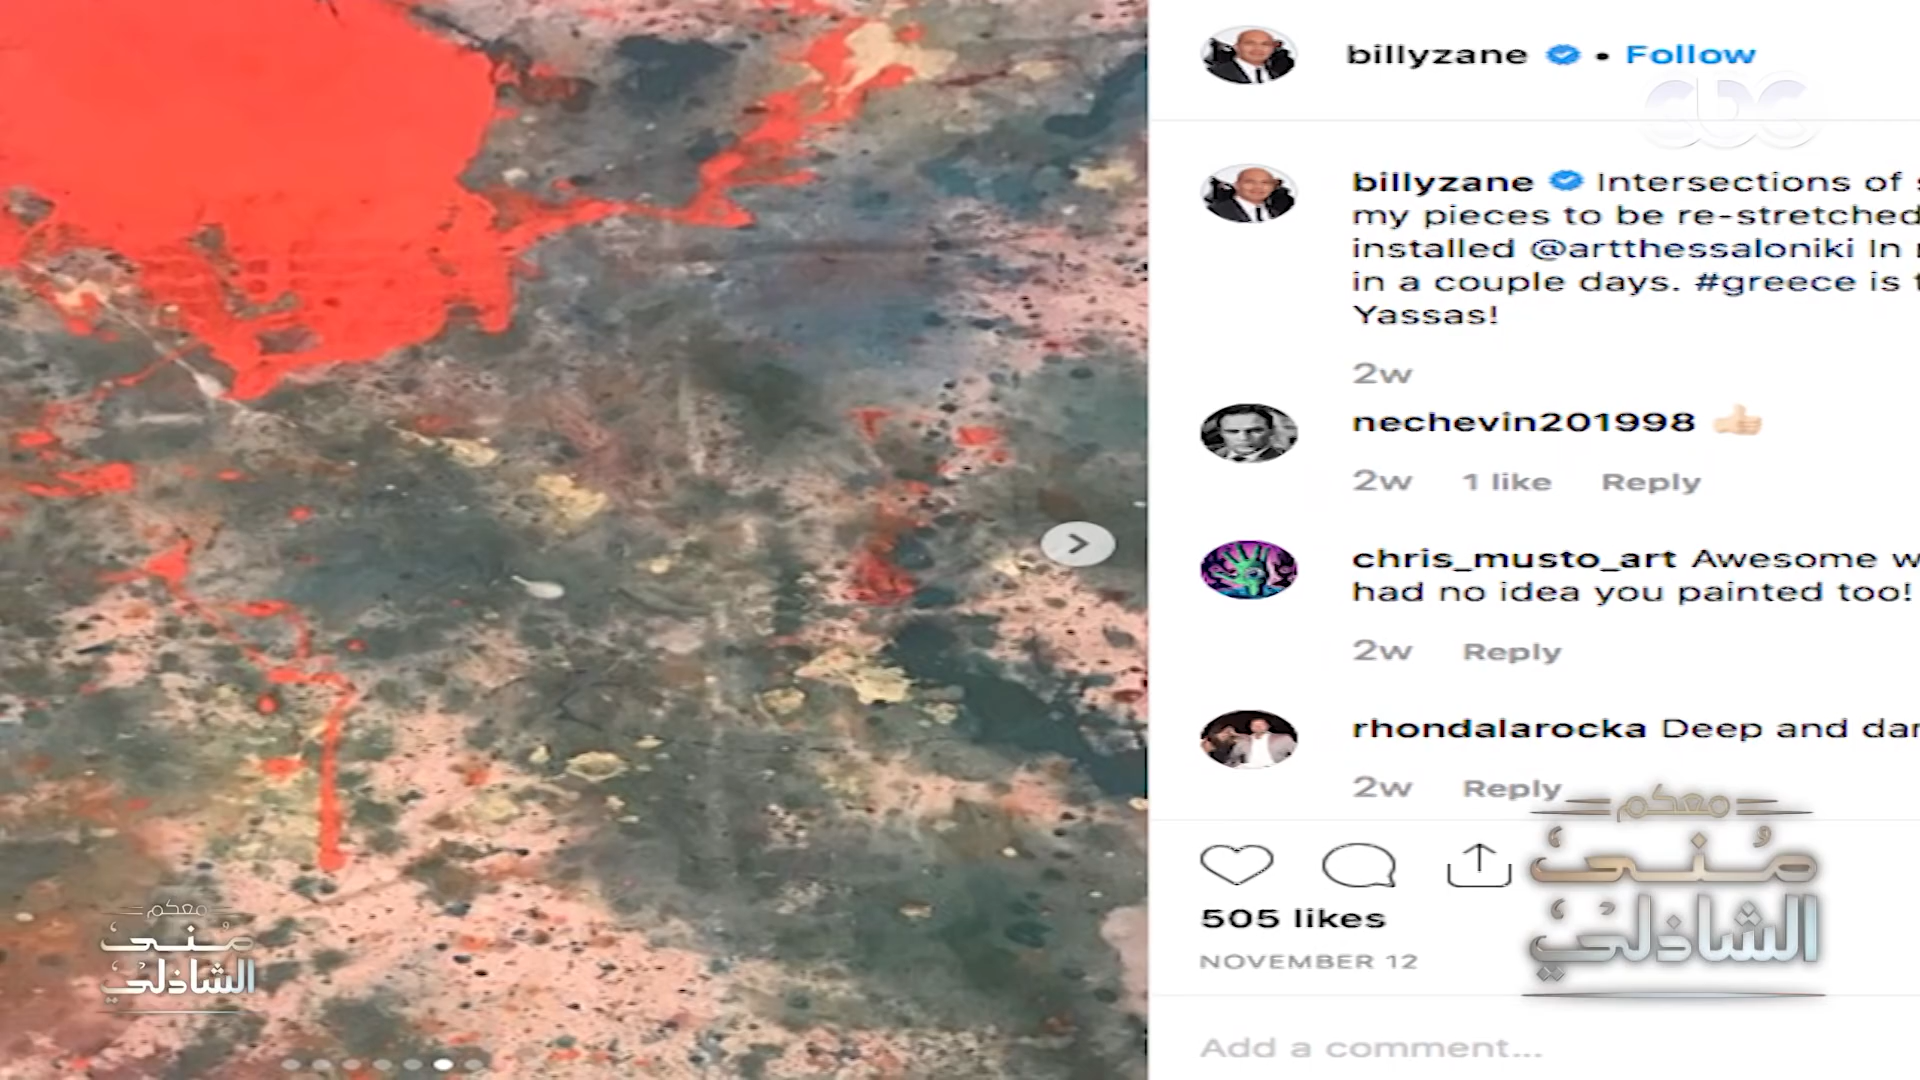 billyzane • Follow
cbc
billyzane Intersections of
my pieces to be re-stretched
installed @artthessaloniki In
in a couple days. #greece is
Yassas!
2w
nechevin201998 👍🏻
2w 1 like Reply
chris_musto_art Awesome
had no idea you painted too!
2w Reply
rhondalarocka Deep and
2w Reply
505 likes
NOVEMBER 12
Add a comment...
معكم
منى
الشاذلي
معكم
مُنى
الشاذلي